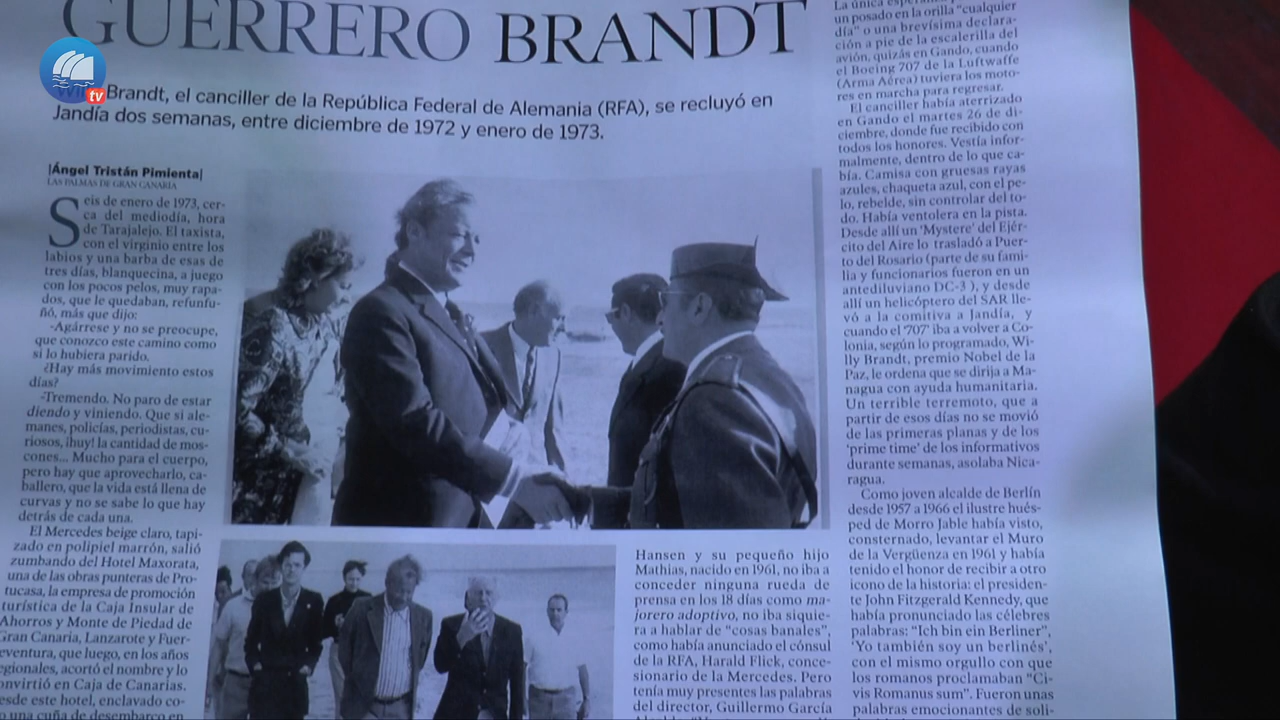 GUERRERO BRANDT
tv
Brandt, el canciller de la República Federal de Alemania (RFA), se recluyó en
Jandía dos semanas, entre diciembre de 1972 y enero de 1973.
|Ángel Tristán Pimienta|
LAS PALMAS DE GRAN CANARIA
Seis de enero de 1973, cer-
ca del mediodía, hora
de Tarajalejo. El taxista,
con el virginio entre los
labios y una barba de esas de
tres días, blanquecina, a juego
con los pocos pelos, muy rapa-
dos, que le quedaban, refunfu-
ñó, más que dijo:
-Agárrese y no se preocupe,
que conozco este camino como
si lo hubiera parido.
¿Hay más movimiento estos
días?
-Tremendo. No paro de estar
diendo y viniendo. Que si ale-
manes, policías, periodistas, cu-
riosos, ¡huy! la cantidad de mos-
cones... Mucho para el cuerpo,
pero hay que aprovecharlo, ca-
ballero, que la vida está llena de
curvas y no se sabe lo que hay
detrás de cada una.
El Mercedes beige claro, tapi-
zado en polipiel marrón, salió
zumbando del Hotel Maxorata,
una de las obras punteras de Pro-
tucasa, la empresa de promoción
turística de la Caja Insular de
Ahorros y Monte de Piedad de
Gran Canaria, Lanzarote y Fuer-
eventura, que luego, en los años
egionales, acortó el nombre y lo
onvirtió en Caja de Canarias.
esde este hotel, enclavado co-
o una cuña de desembarco en
Hansen y su pequeño hijo
Mathias, nacido en 1961, no iba a
conceder ninguna rueda de
prensa en los 18 días como ma-
jorero adoptivo, no iba siquie-
ra a hablar de "cosas banales",
como había anunciado el cónsul
de la RFA, Harald Flick, conce-
sionario de la Mercedes. Pero
tenía muy presentes las palabras
del director, Guillermo García
La única
un posado en la orilla "cualquier
día" o una brevísima declara-
ción a pie de la escalerilla del
avión, quizás en Gando, cuando
el Boeing 707 de la Luftwaffe
(Arma Aérea) tuviera los moto-
res en marcha para regresar.
El canciller había aterrizado
en Gando el martes 26 de di-
ciembre, donde fue recibido con
todos los honores. Vestía infor-
malmente, dentro de lo que ca-
bía. Camisa con gruesas rayas
azules, chaqueta azul, con el pe-
lo, rebelde, sin controlar del to-
do. Había ventolera en la pista.
Desde allí un 'Mystere' del Ejér-
cito del Aire lo trasladó a Puer-
to del Rosario (parte de su fami-
lia y funcionarios fueron en un
antediluviano DC-3 ), y desde
allí un helicóptero del SAR lle-
vó a la comitiva a Jandía, y
cuando el '707' iba a volver a Co-
lonia, según lo programado, Wi-
lly Brandt, premio Nobel de la
Paz, le ordena que se dirija a Ma-
nagua con ayuda humanitaria.
Un terrible terremoto, que a
partir de esos días no se movió
de las primeras planas y de los
'prime time' de los informativos
durante semanas, asolaba Nica-
ragua.
Como joven alcalde de Berlín
desde 1957 a 1966 el ilustre hués-
ped de Morro Jable había visto,
consternado, levantar el Muro
de la Vergüenza en 1961 y había
tenido el honor de recibir a otro
icono de la historia: el presiden-
te John Fitzgerald Kennedy, que
había pronunciado las célebres
palabras: "Ich bin ein Berliner",
'Yo también soy un berlinés',
con el mismo orgullo con que
los romanos proclamaban "Ci-
vis Romanus sum". Fueron unas
palabras emocionantes de soli-